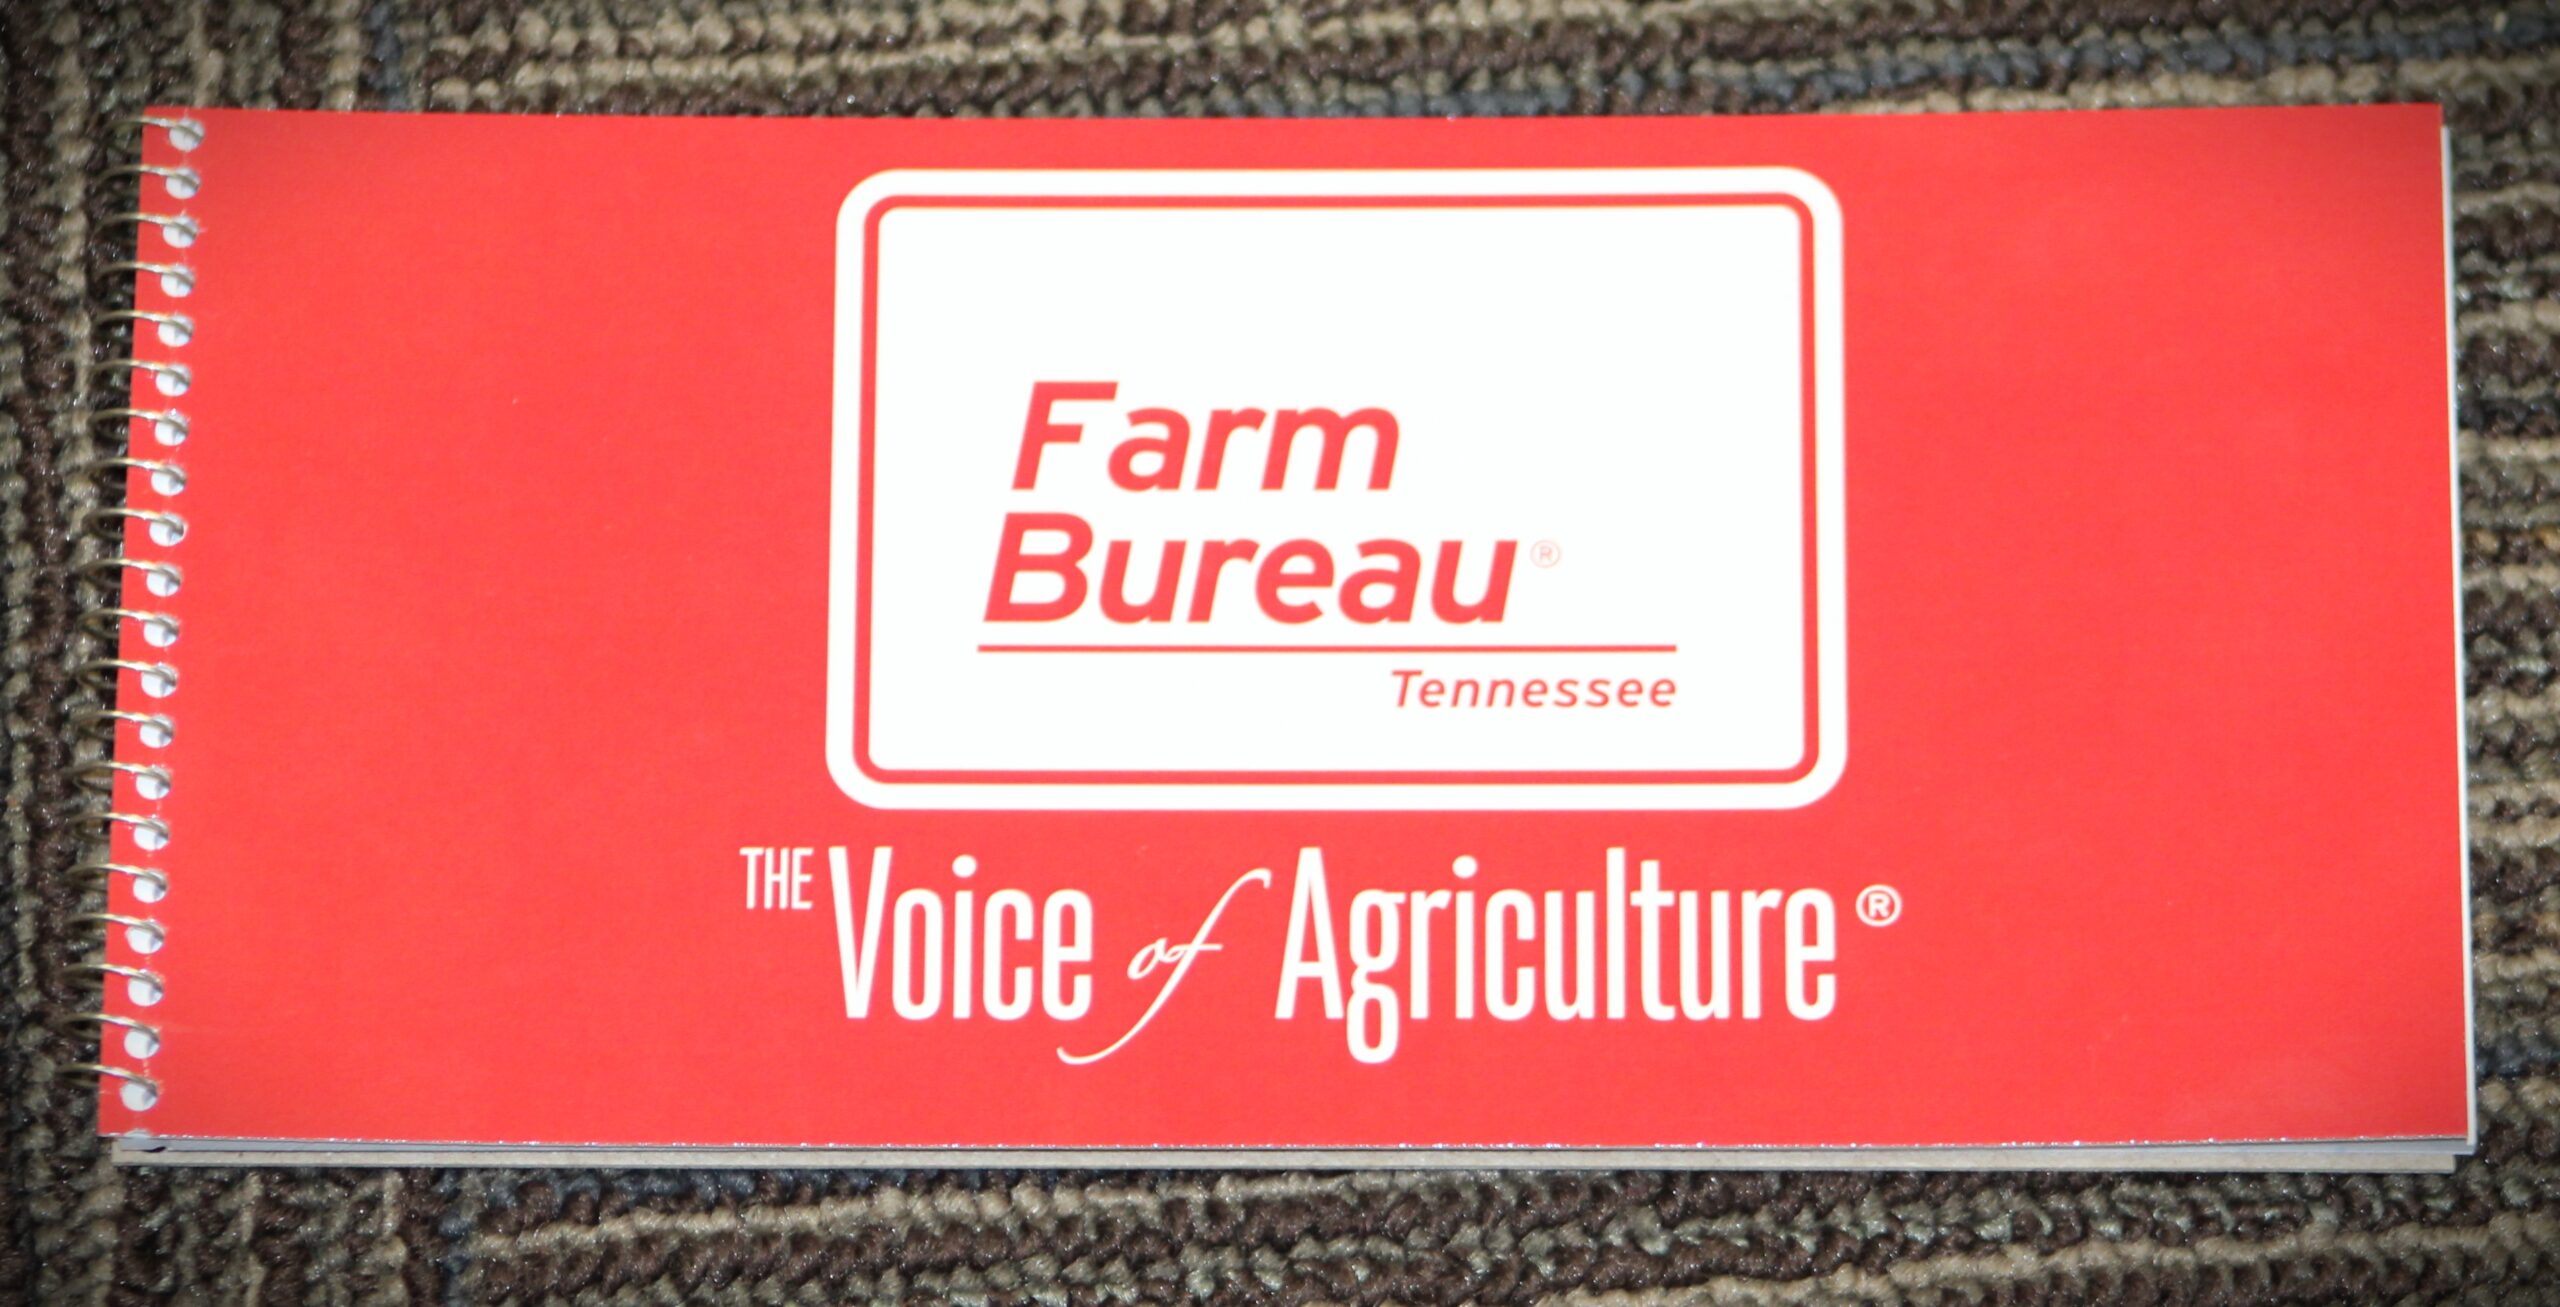 Farm
Bureau®
Tennessee
THE Voice of Agriculture®